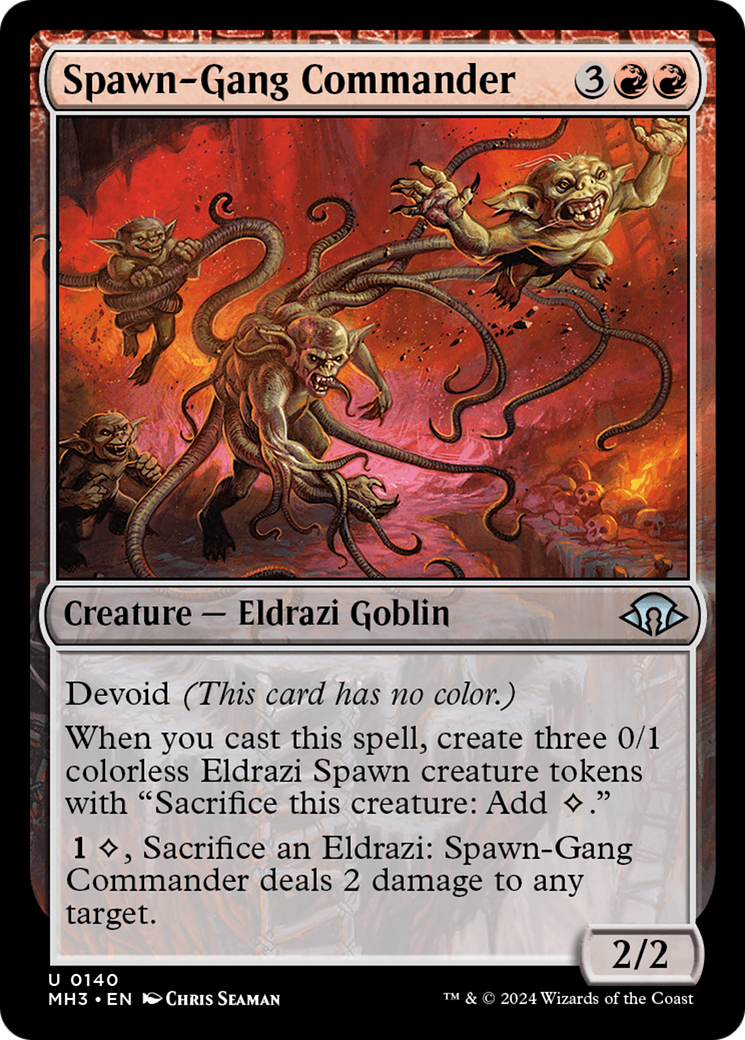 Spawn-Gang Commander 3
Creature — Eldrazi Goblin
Devoid (This card has no color.)
When you cast this spell, create three 0/1
colorless Eldrazi Spawn creature tokens
with “Sacrifice this creature: Add .”
1 , Sacrifice an Eldrazi: Spawn-Gang
Commander deals 2 damage to any
target.
2/2
U 0140
MH3 • EN Chris Seaman
™ & © 2024 Wizards of the Coast